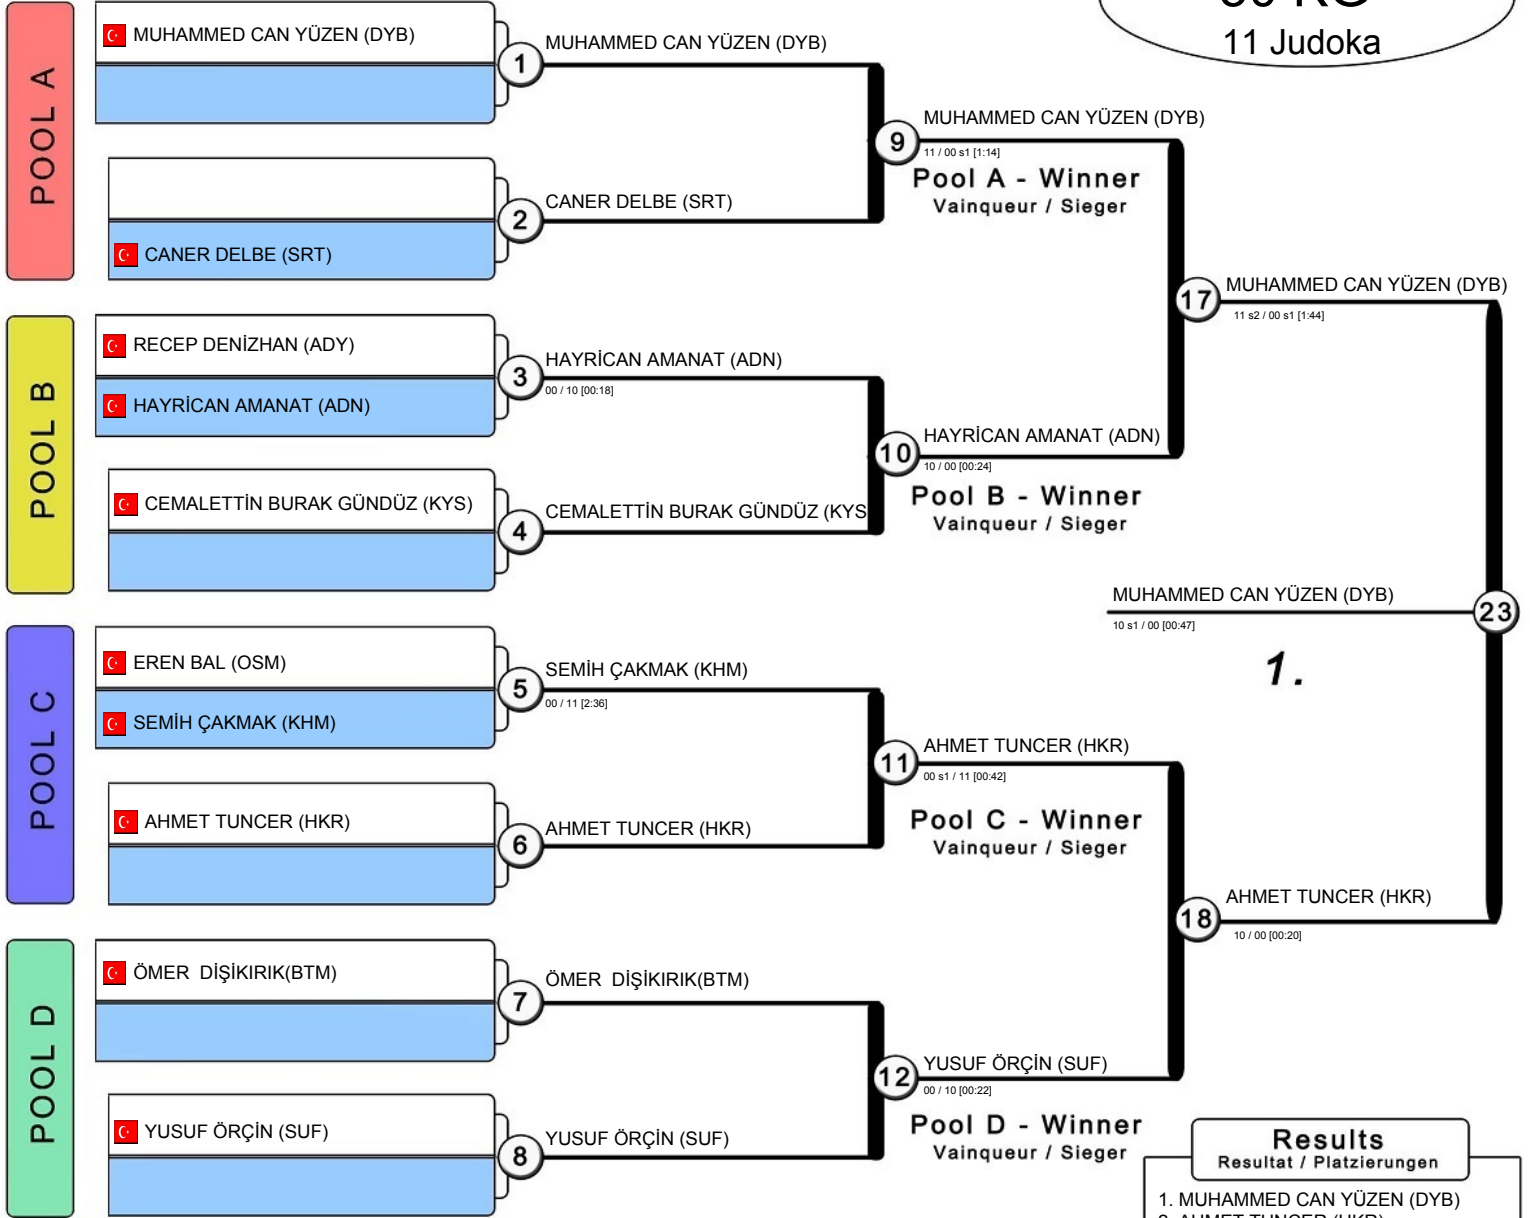 KG
11 Judoka
POOL A
MUHAMMED CAN YÜZEN (DYB)
1
MUHAMMED CAN YÜZEN (DYB)
2
CANER DELBE (SRT)
CANER DELBE (SRT)
9
MUHAMMED CAN YÜZEN (DYB)
11 / 00 s1 [1:14]
Pool A - Winner
Vainqueur / Sieger
POOL B
RECEP DENİZHAN (ADY)
HAYRİCAN AMANAT (ADN)
3
HAYRİCAN AMANAT (ADN)
00 / 10 [00:18]
CEMALETTİN BURAK GÜNDÜZ (KYS)
4
CEMALETTİN BURAK GÜNDÜZ (KYS
10
HAYRİCAN AMANAT (ADN)
10 / 00 [00:24]
Pool B - Winner
Vainqueur / Sieger
17
MUHAMMED CAN YÜZEN (DYB)
11 s2 / 00 s1 [1:44]
MUHAMMED CAN YÜZEN (DYB)
10 s1 / 00 [00:47]
23
1.
POOL C
EREN BAL (OSM)
SEMİH ÇAKMAK (KHM)
5
SEMİH ÇAKMAK (KHM)
00 / 11 [2:36]
AHMET TUNCER (HKR)
6
AHMET TUNCER (HKR)
11
AHMET TUNCER (HKR)
00 s1 / 11 [00:42]
Pool C - Winner
Vainqueur / Sieger
18
AHMET TUNCER (HKR)
10 / 00 [00:20]
POOL D
ÖMER  DİŞİKIRIK(BTM)
7
ÖMER  DİŞİKIRIK(BTM)
YUSUF ÖRÇİN (SUF)
8
YUSUF ÖRÇİN (SUF)
12
YUSUF ÖRÇİN (SUF)
00 / 10 [00:22]
Pool D - Winner
Vainqueur / Sieger
Results
Resultat / Platzierungen
1. MUHAMMED CAN YÜZEN (DYB)
2. AHMET TUNCER (HKR)